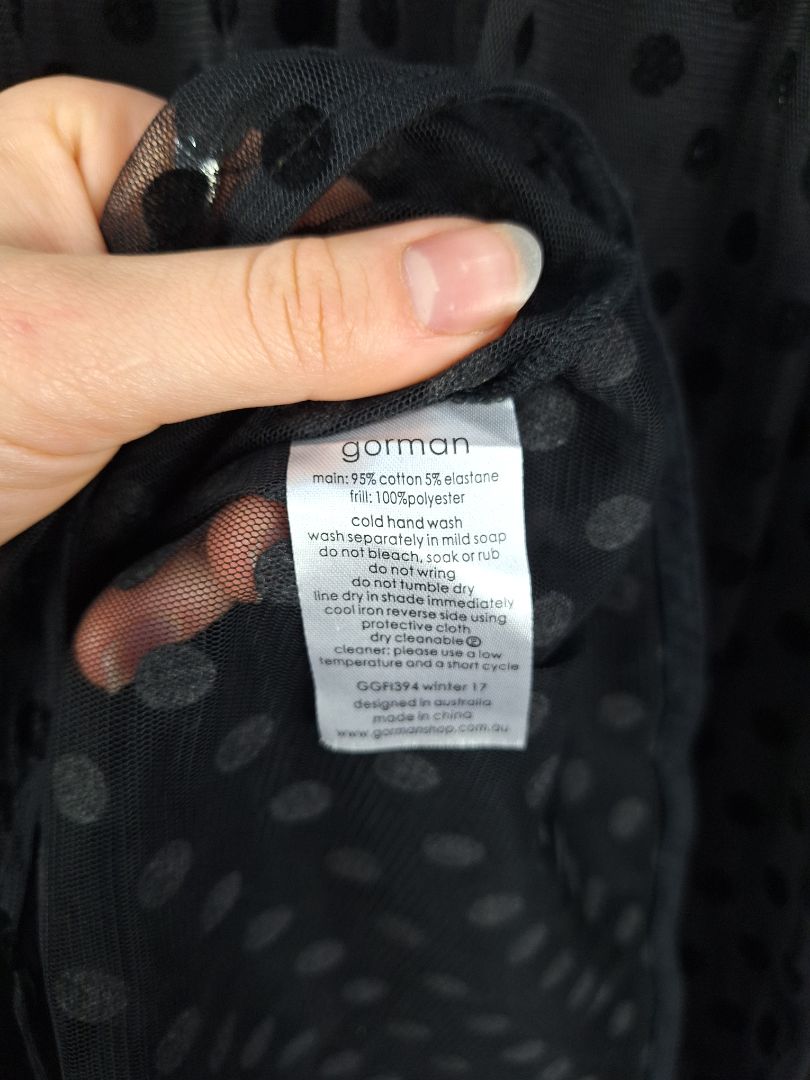 gorman
main: 95% cotton 5% elastane
frill: 100%polyester
cold hand wash
wash separately in mild soap
do not bleach, soak or rub
do not wring
do not tumble dry
line dry in shade immediately
cool iron reverse side using
protective cloth
dry cleanable Ⓟ
cleaner: please use a low
temperature and a short cycle
GGFI394 winter 17
designed in australia
made in china
www.gormanshop.com.au